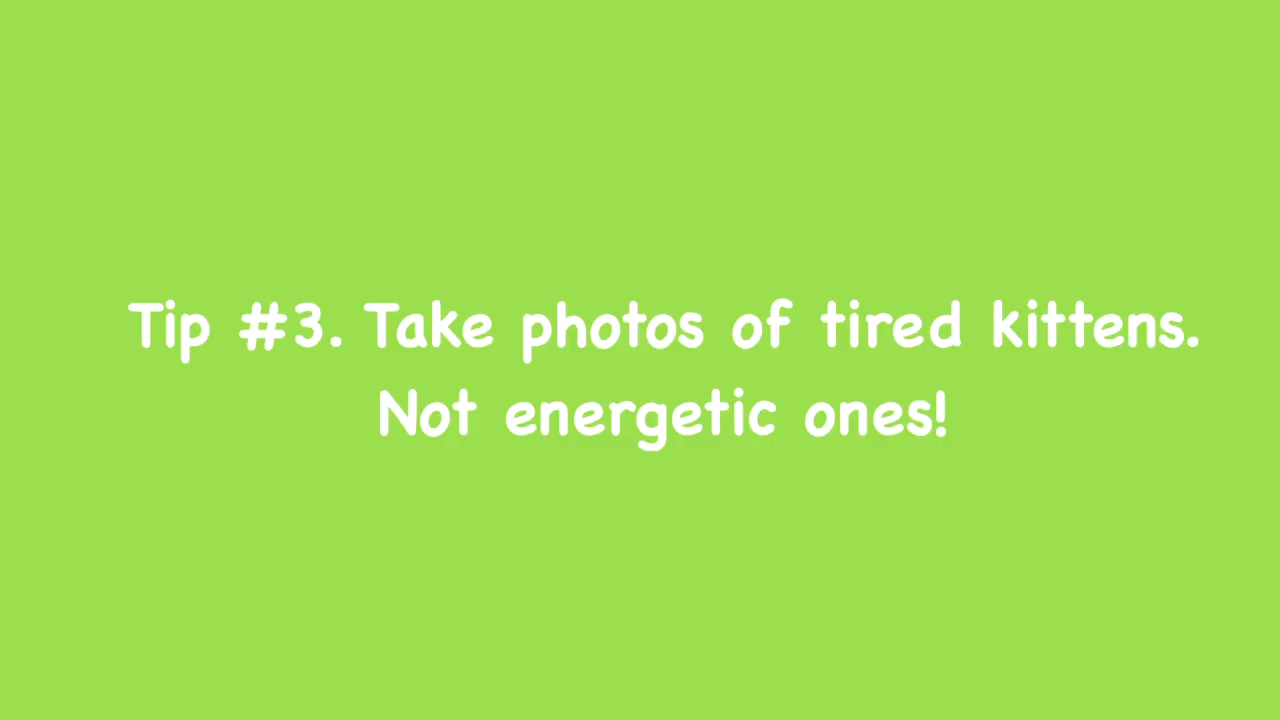 Tip #3. Take photos of tired kittens.
Not energetic ones!